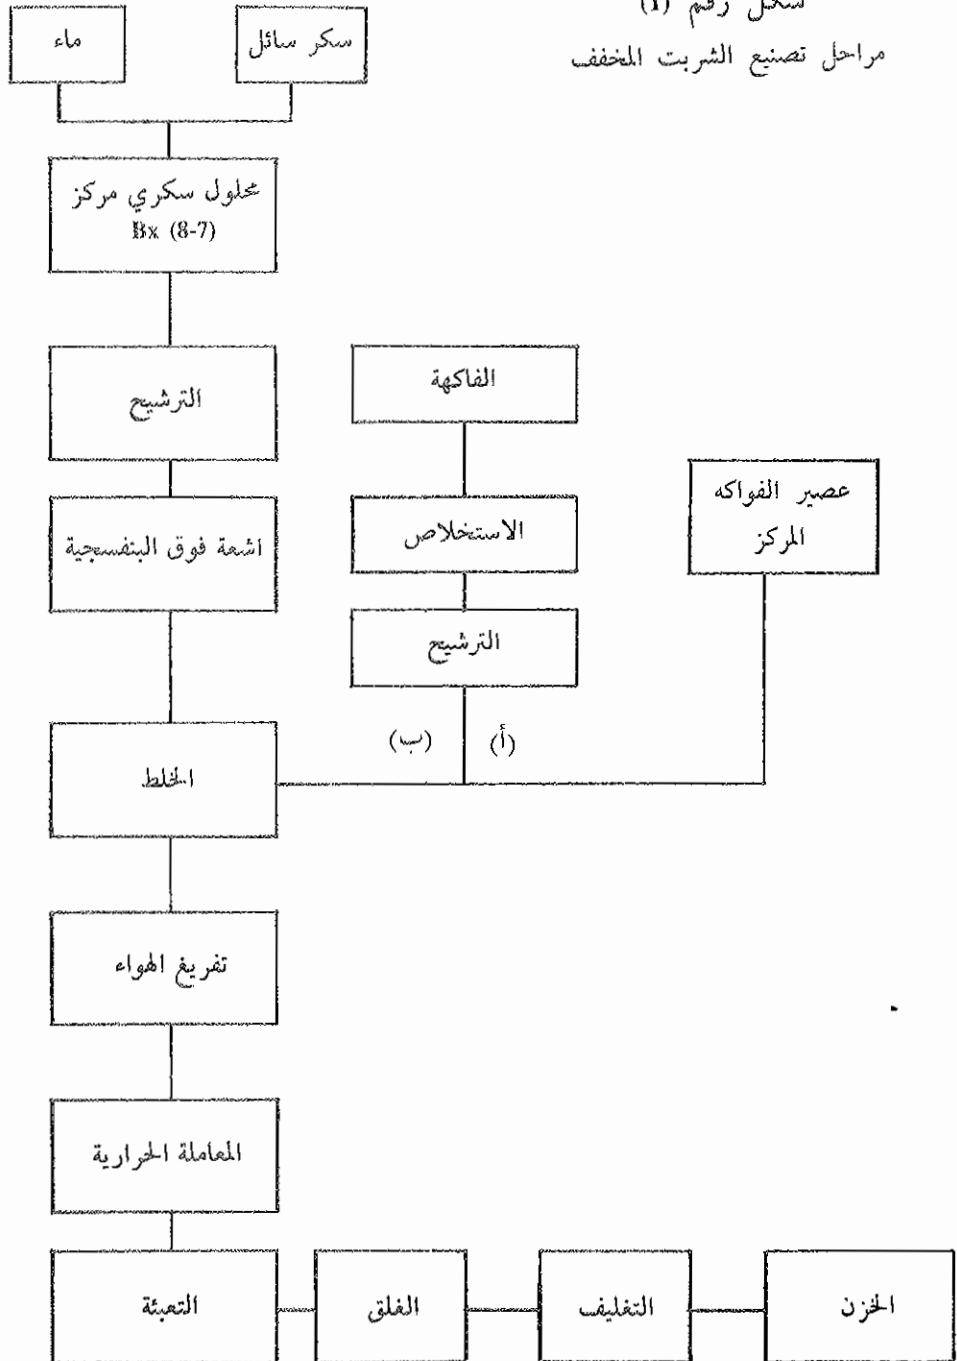 شكل رقم (1)
مراحل تصنيع الشربت المخفف
سكر سائل
ماء
محلول سكري مركز
Bx (8-7)
الترشيح
الفاكهة
عصير الفواكه
المركز
الاستخلاص
اشعة فوق البنفسجية
الترشيح
(أ)
(ب)
الخلط
تفريغ الهواء
المعاملة الحرارية
التعبئة
الغلق
التغليف
الخزن